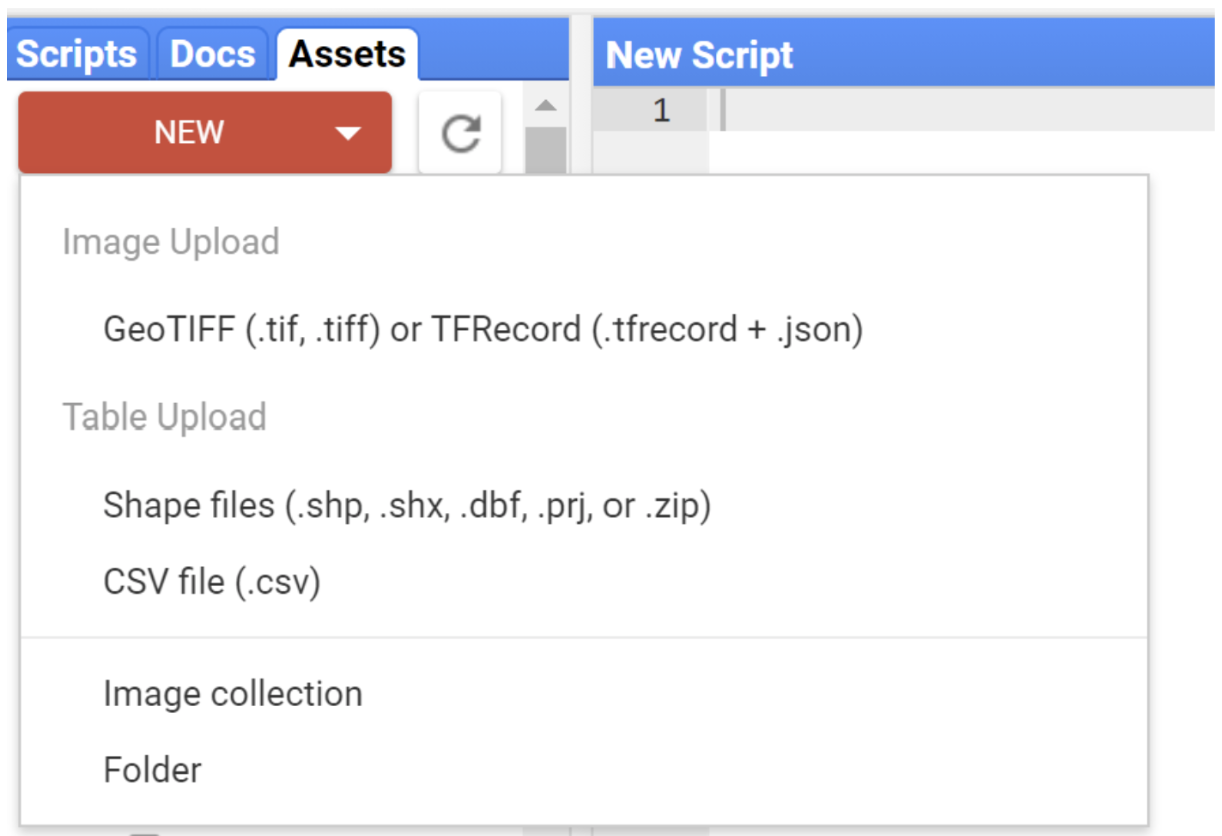 Scripts Docs Assets New Script
NEW 1
Image Upload
GeoTIFF (.tif, .tiff) or TFRecord (.tfrecord + .json)
Table Upload
Shape files (.shp, .shx, .dbf, .prj, or .zip)
CSV file (.csv)
Image collection
Folder